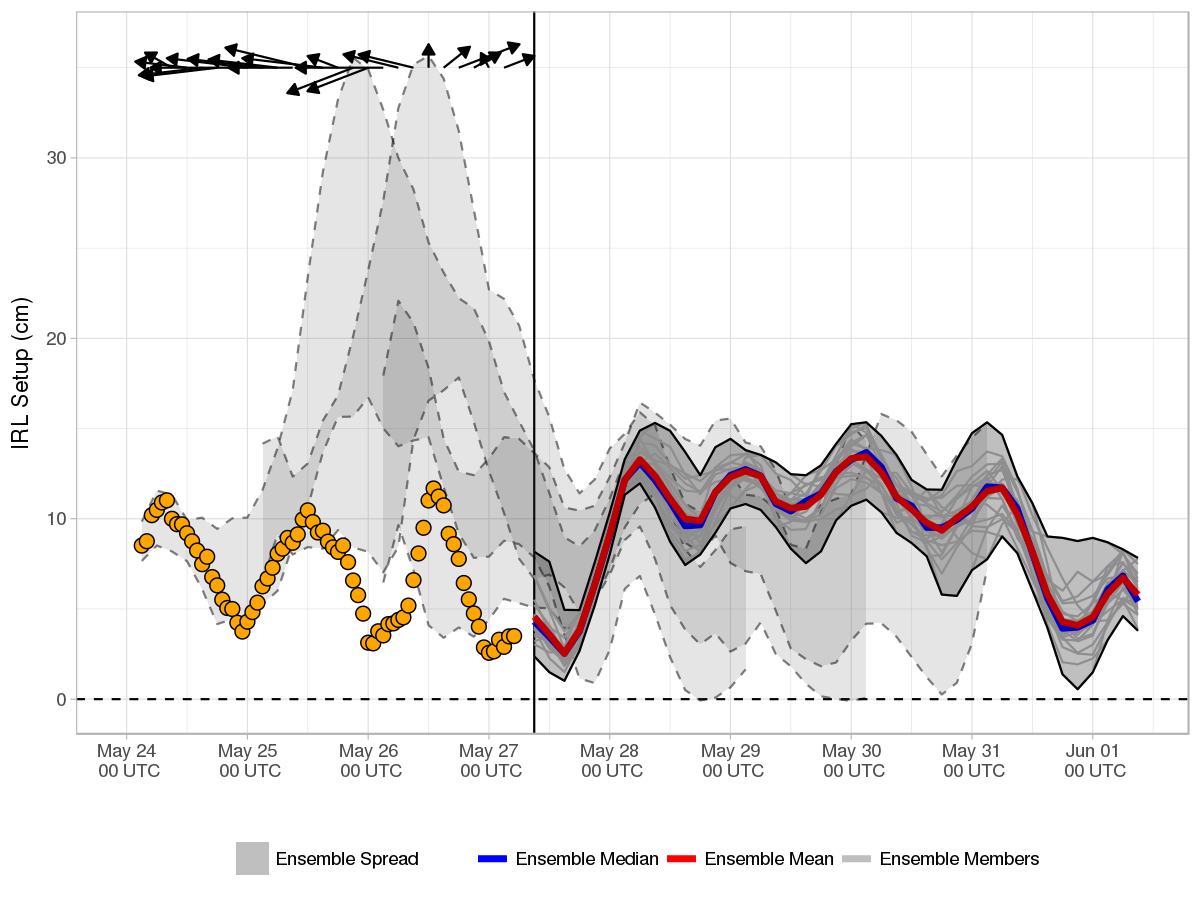 IRL Setup (cm)
30
20
10
0
May 24 May 25 May 26 May 27 May 28 May 29 May 30 May 31 Jun 01
00 UTC 00 UTC 00 UTC 00 UTC 00 UTC 00 UTC 00 UTC 00 UTC 00 UTC
Ensemble Spread Ensemble Median Ensemble Mean Ensemble Members